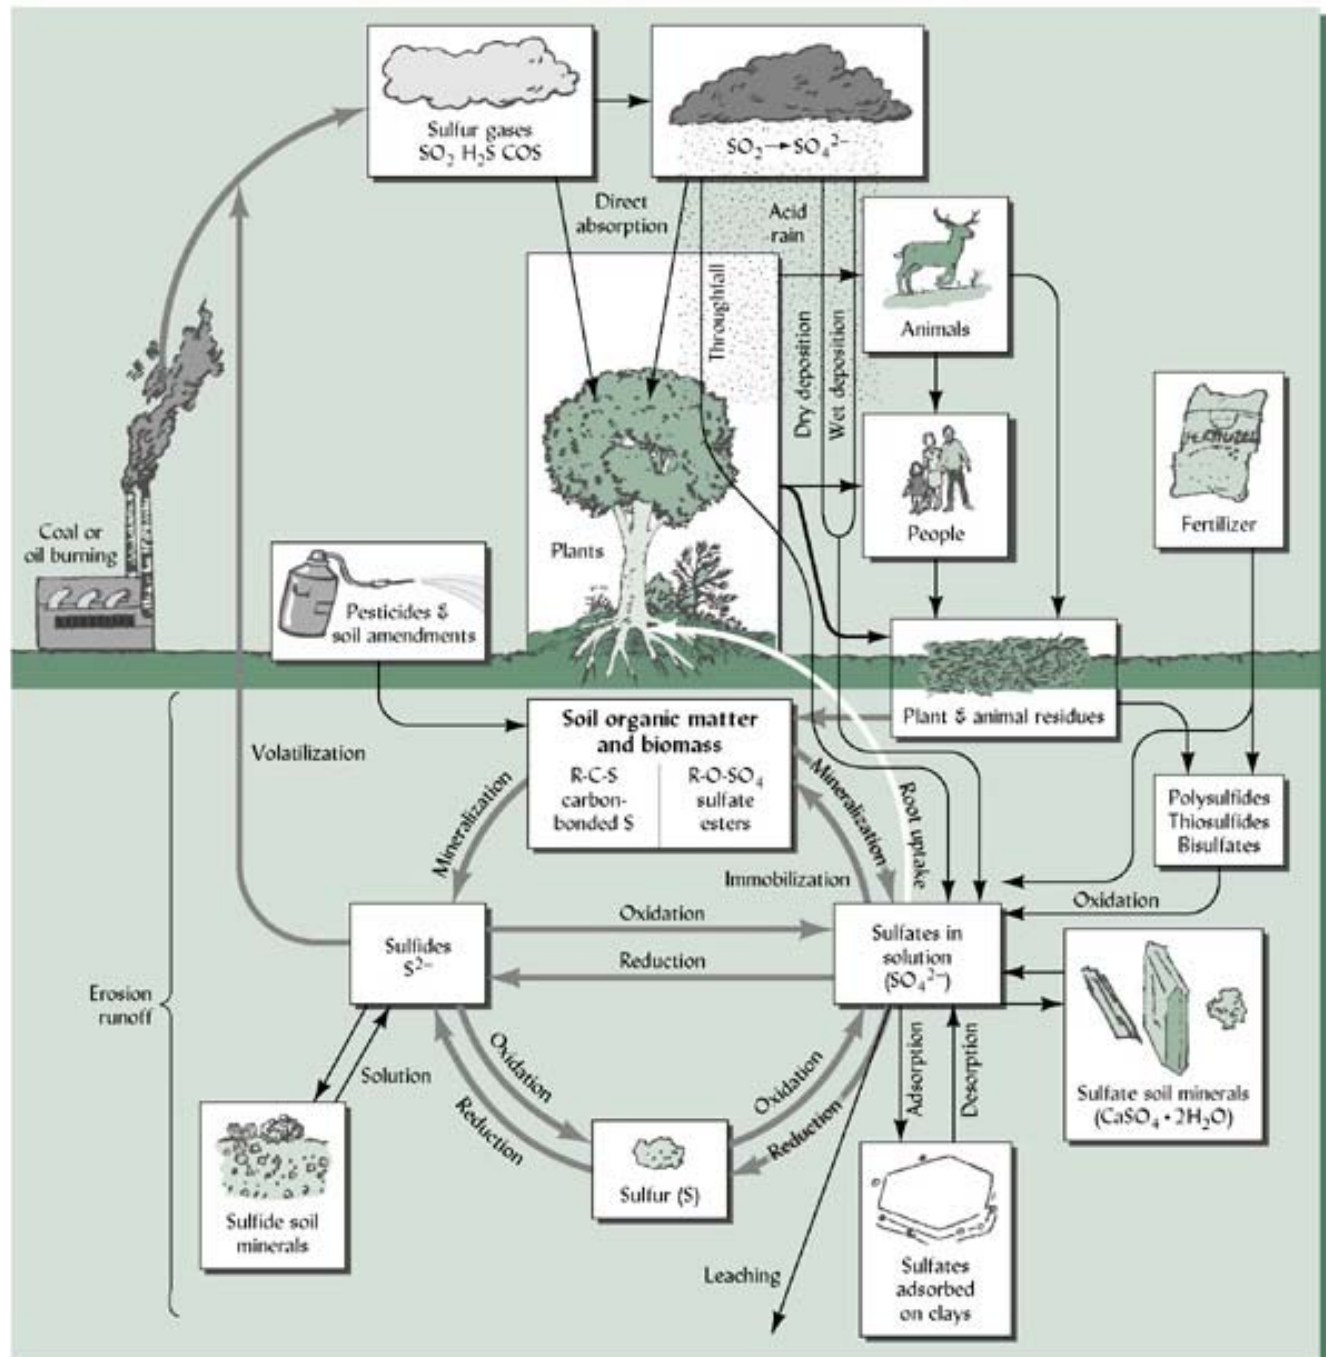 Sulfur gases
SO₂ H₂S COS
SO₂→SO₄²⁻
Direct
absorption
Acid
rain
Throughfall
Dry deposition
Wet deposition
Animals
People
Fertilizer
Coal or
oil burning
Plants
Pesticides &
soil amendments
Plant & animal residues
Soil organic matter
and biomass
R-C-S
carbon-
bonded S
R-O-SO₄
sulfate
esters
Volatilization
Mineralization
Mineralization
Root uptake
Immobilization
Polysulfides
Thiosulfides
Bisulfates
Oxidation
Oxidation
Reduction
Sulfides
S²⁻
Sulfates in
solution
(SO₄²⁻)
Erosion
runoff
Solution
Oxidation
Reduction
Oxidation
Reduction
Adsorption
Desorption
Sulfate soil minerals
(CaSO₄ • 2H₂O)
Sulfur (S)
Sulfide soil
minerals
Leaching
Sulfates
adsorbed
on clays